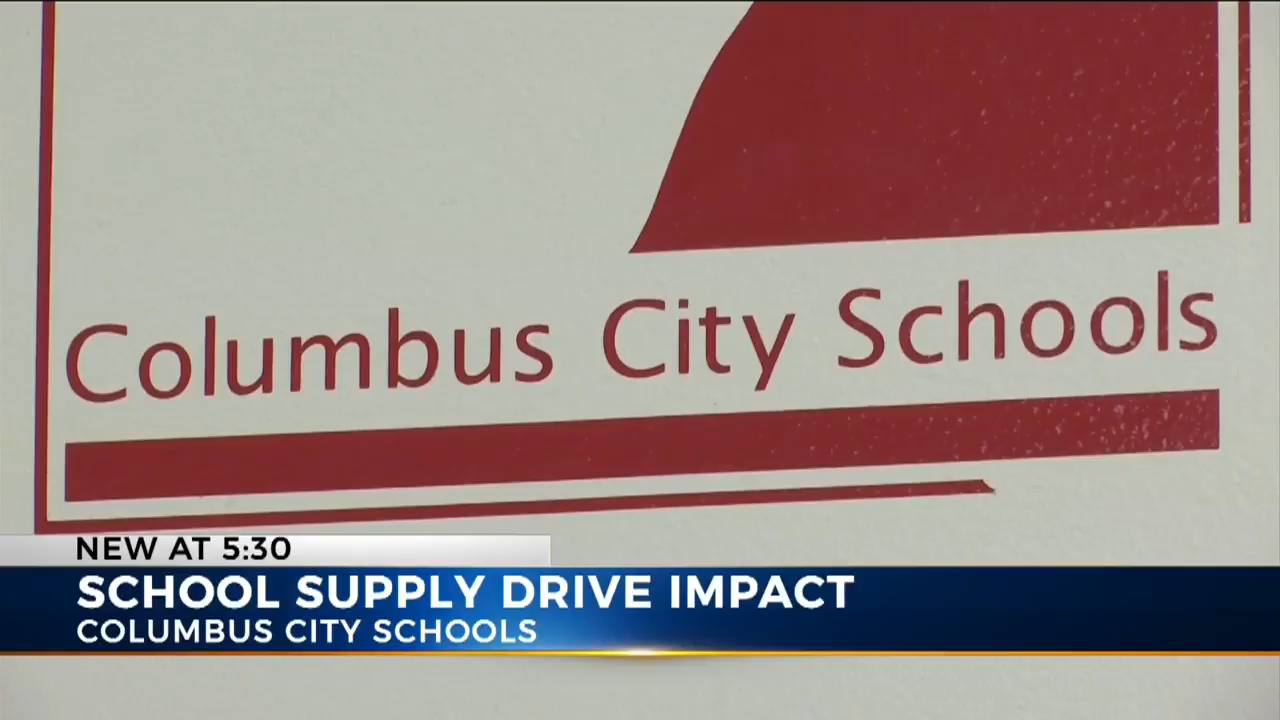 Columbus City Schools
NEW AT 5:30
SCHOOL SUPPLY DRIVE IMPACT
COLUMBUS CITY SCHOOLS